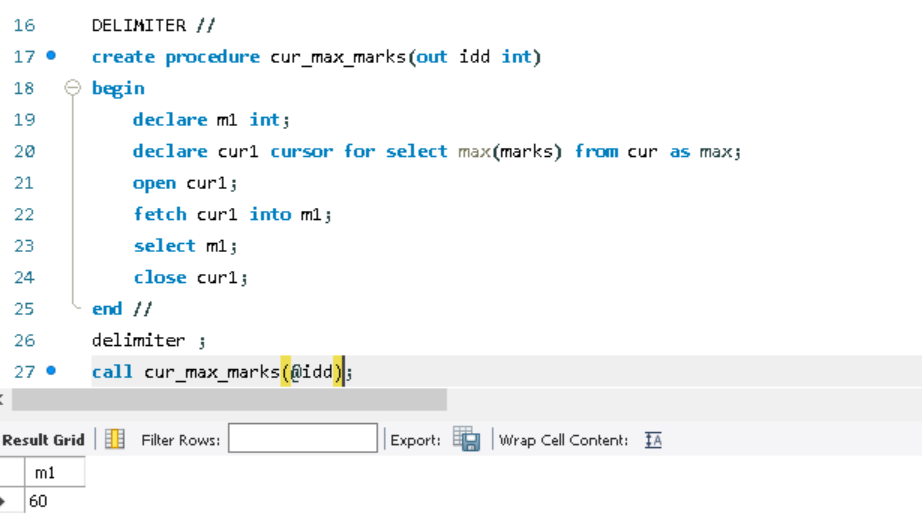 16 DELIMITER //
17 create procedure cur_max_marks(out idd int)
18 begin
19 declare m1 int;
20 declare cur1 cursor for select max(marks) from cur as max;
21 open cur1;
22 fetch cur1 into m1;
23 select m1;
24 close cur1;
25 end //
26 delimiter ;
27 call cur_max_marks(@idd);
Result Grid Filter Rows: Export: Wrap Cell Content: IA
m1
60